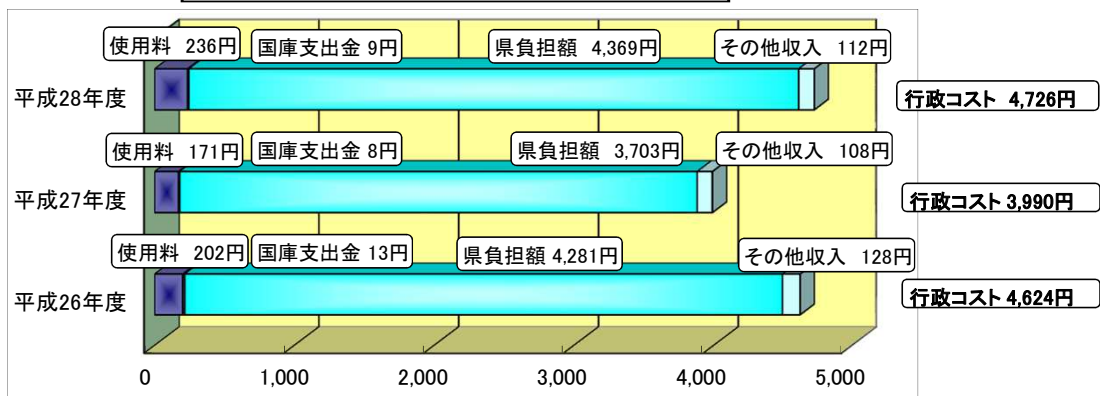 使用料 236円 国庫支出金 9円 県負担額 4,369円 その他収入 112円
平成28年度 行政コスト 4,726円
使用料 171円 国庫支出金 8円 県負担額 3,703円 その他収入 108円
平成27年度 行政コスト 3,990円
使用料 202円 国庫支出金 13円 県負担額 4,281円 その他収入 128円
平成26年度 行政コスト 4,624円
0 1,000 2,000 3,000 4,000 5,000